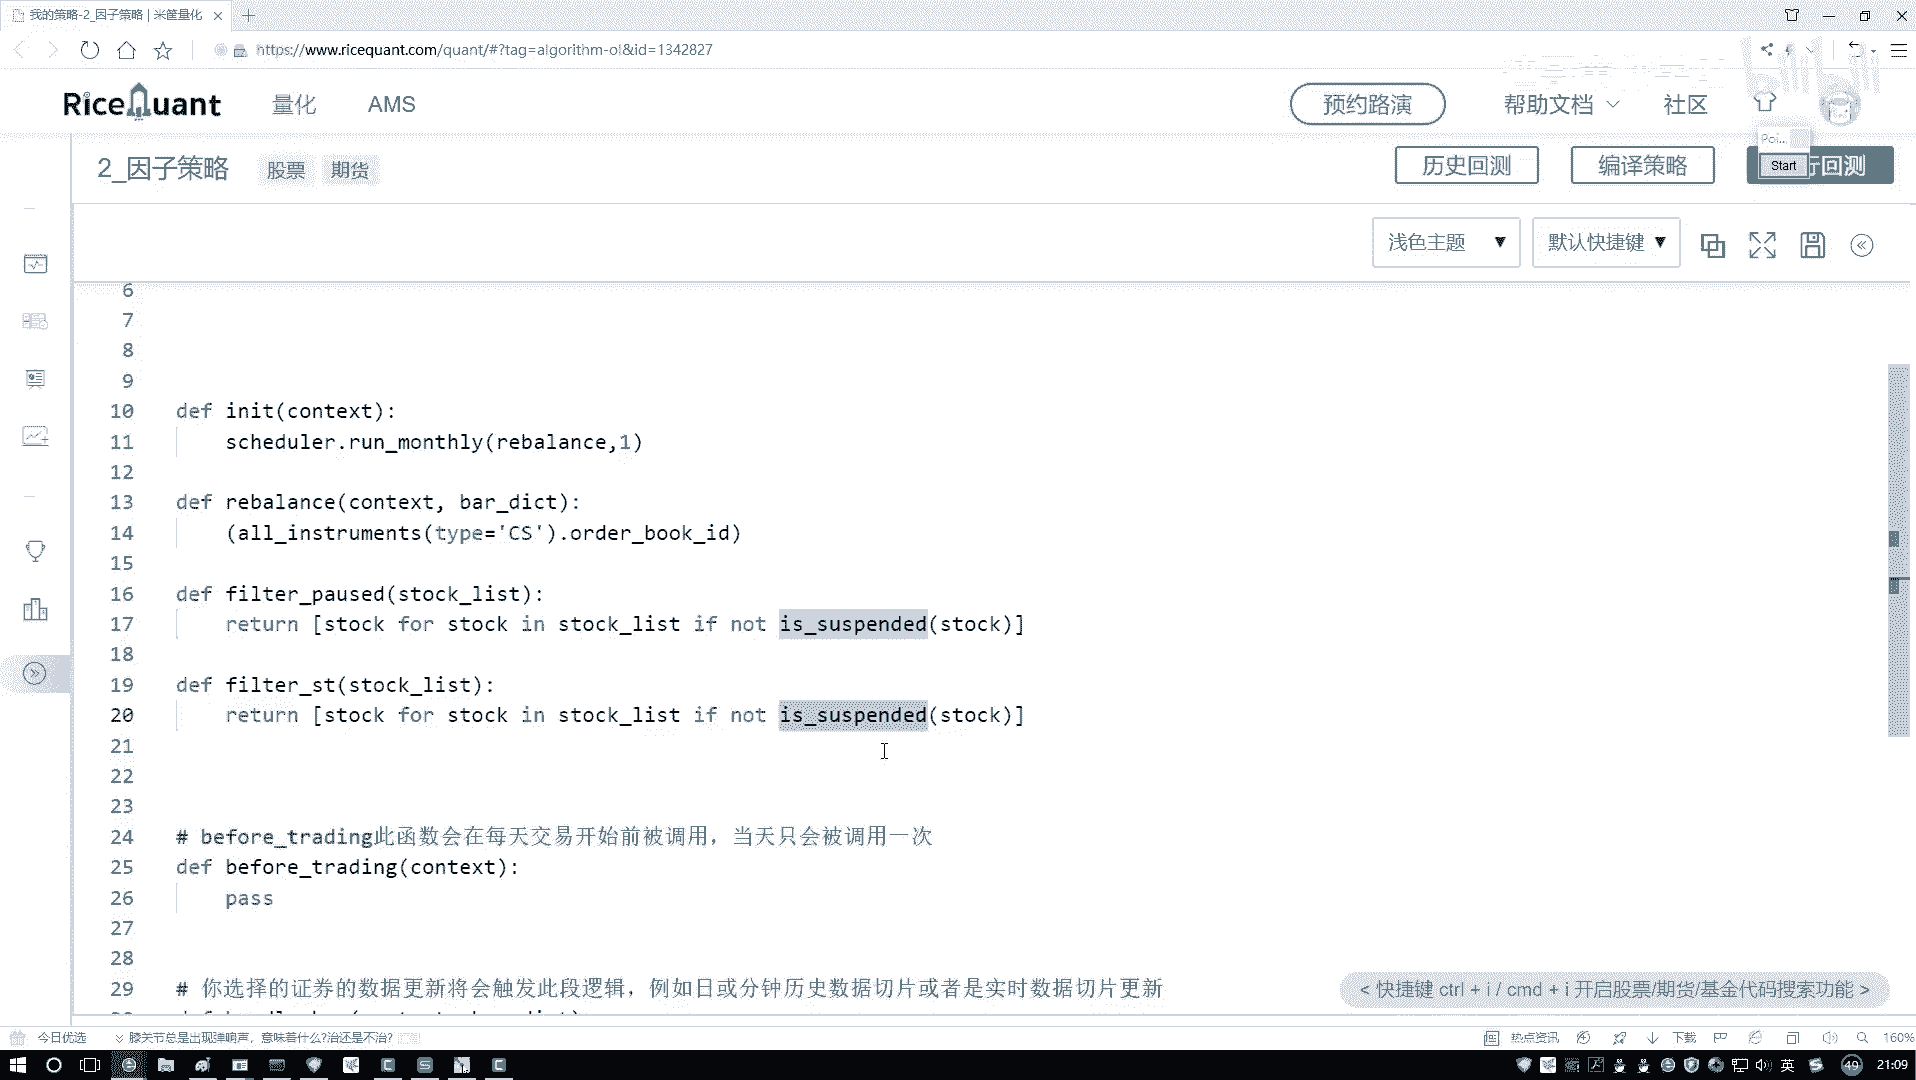 我的策略-2_因子策略 | 米筐量化
https://www.ricequant.com/quant/#?tag=algorithm-ol&id=1342827
bilibili
RiceQuant 量化 AMS 预约路演 帮助文档 社区
Poi...
2_因子策略 股票 期货 历史回测 编译策略 Start 行回测
浅色主题 ▼ 默认快捷键 ▼
6
7
8
9
10 def init(context):
11     scheduler.run_monthly(rebalance,1)
12
13 def rebalance(context, bar_dict):
14     (all_instruments(type='CS').order_book_id)
15
16 def filter_paused(stock_list):
17     return [stock for stock in stock_list if not is_suspended(stock)]
18
19 def filter_st(stock_list):
20     return [stock for stock in stock_list if not is_suspended(stock)]
21
22
23
24 # before_trading此函数会在每天交易开始前被调用，当天只会被调用一次
25 def before_trading(context):
26     pass
27
28
29 # 你选择的证券的数据更新将会触发此段逻辑，例如日或分钟历史数据切片或者是实时数据切片更新
< 快捷键 ctrl + i / cmd + i 开启股票/期货/基金代码搜索功能 >
今日优选 膝关节总是出现弹响声，意味着什么?治还是不治? 热点资讯 下载 160%
英 49 21:09